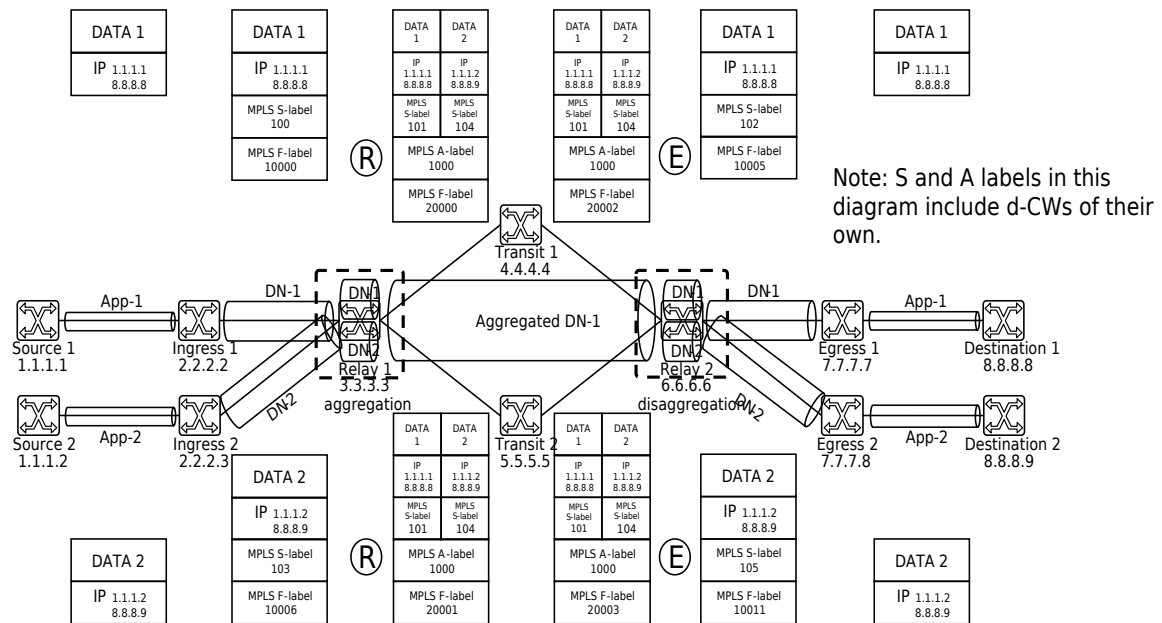 DATA 1
IP 1.1.1.1
8.8.8.8
DATA 1
IP 1.1.1.1
8.8.8.8
MPLS S-label
100
MPLS F-label
10000
R
DATA
1
DATA
2
IP
1.1.1.1
8.8.8.8
IP
1.1.1.2
8.8.8.9
MPLS
S-label
101
MPLS
S-label
104
MPLS A-label
1000
MPLS F-label
20000
DATA
1
DATA
2
IP
1.1.1.1
8.8.8.8
IP
1.1.1.2
8.8.8.9
MPLS
S-label
101
MPLS
S-label
104
MPLS A-label
1000
MPLS F-label
20002
E
DATA 1
IP 1.1.1.1
8.8.8.8
MPLS S-label
102
MPLS F-label
10005
DATA 1
IP 1.1.1.1
8.8.8.8
Note: S and A labels in this
diagram include d-CWs of their
own.
Transit 1
4.4.4.4
Source 1
1.1.1.1
App-1
Ingress 1
2.2.2.2
DN-1
DN-1
DN-2
Relay 1
3.3.3.3
aggregation
Aggregated DN-1
DN-1
DN-2
Relay 2
6.6.6.6
disaggregation
DN-1
Egress 1
7.7.7.7
App-1
Destination 1
8.8.8.8
Source 2
1.1.1.2
App-2
Ingress 2
2.2.2.3
DN-2
Transit 2
5.5.5.5
DN-2
Egress 2
7.7.7.8
App-2
Destination 2
8.8.8.9
DATA 2
IP 1.1.1.2
8.8.8.9
DATA 2
IP 1.1.1.2
8.8.8.9
MPLS S-label
103
MPLS F-label
10006
R
DATA
1
DATA
2
IP
1.1.1.1
8.8.8.8
IP
1.1.1.2
8.8.8.9
MPLS
S-label
101
MPLS
S-label
104
MPLS A-label
1000
MPLS F-label
20001
DATA
1
DATA
2
IP
1.1.1.1
8.8.8.8
IP
1.1.1.2
8.8.8.9
MPLS
S-label
101
MPLS
S-label
104
MPLS A-label
1000
MPLS F-label
20003
E
DATA 2
IP 1.1.1.2
8.8.8.9
MPLS S-label
105
MPLS F-label
10011
DATA 2
IP 1.1.1.2
8.8.8.9